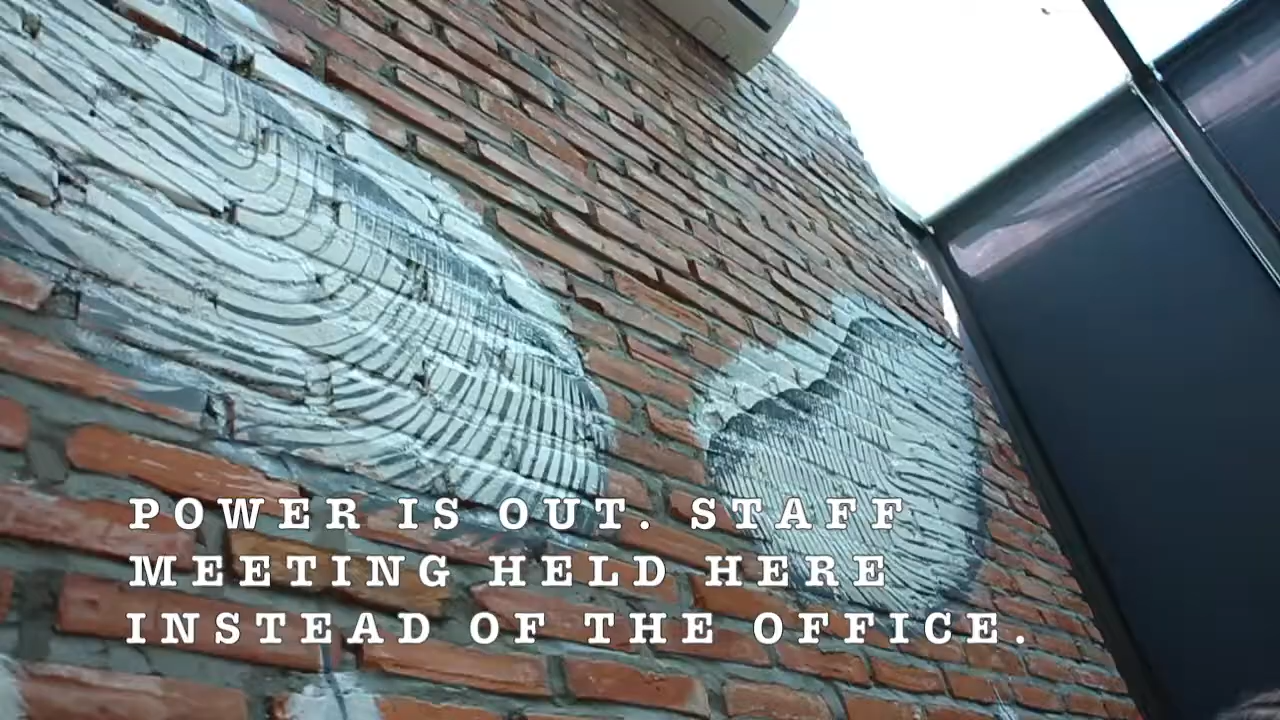 POWER IS OUT. STAFF
MEETING HELD HERE
INSTEAD OF THE OFFICE.